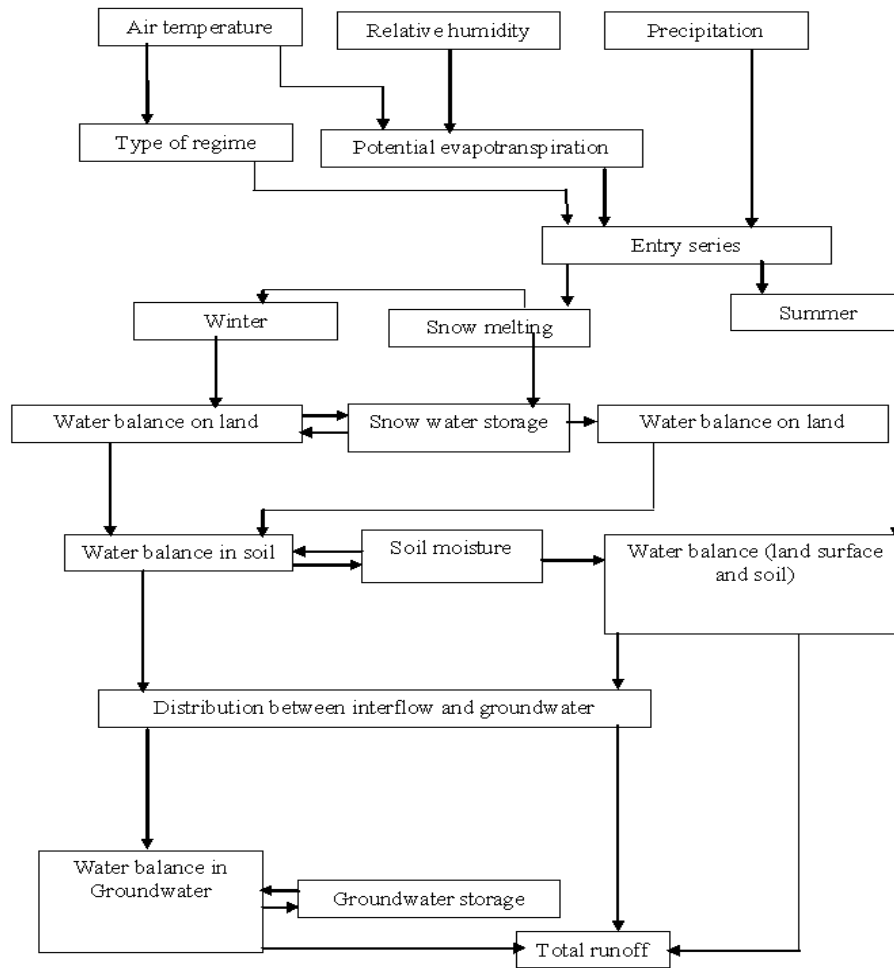 Air temperature
Relative humidity
Precipitation
Type of regime
Potential evapotranspiration
Entry series
Winter
Snow melting
Summer
Water balance on land
Snow water storage
Water balance on land
Water balance in soil
Soil moisture
Water balance (land surface
and soil)
Distribution between interflow and groundwater
Water balance in
Groundwater
Groundwater storage
Total runoff